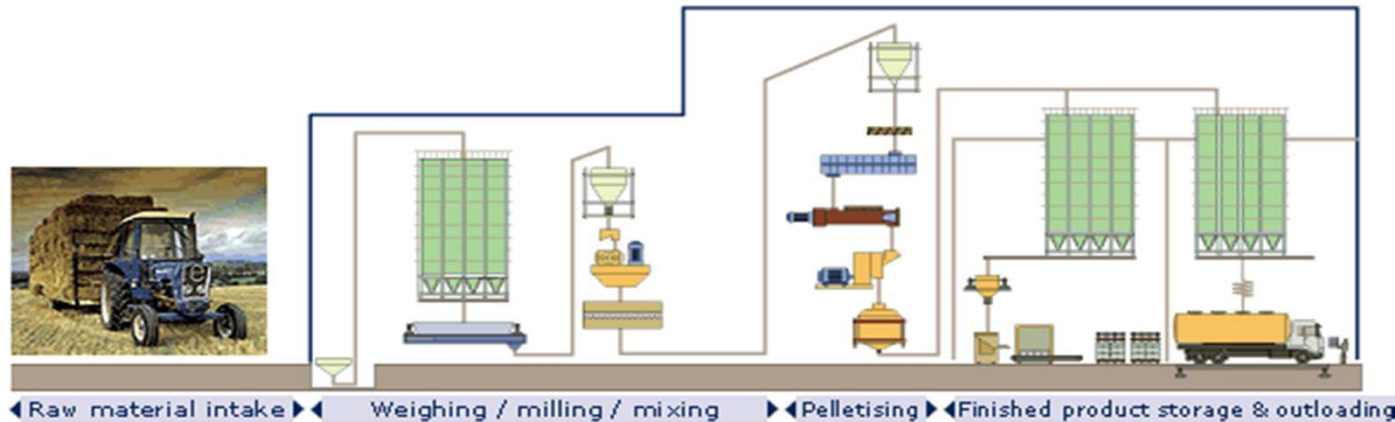 Raw material intake
Weighing / milling / mixing
Pelletising
Finished product storage & outloading